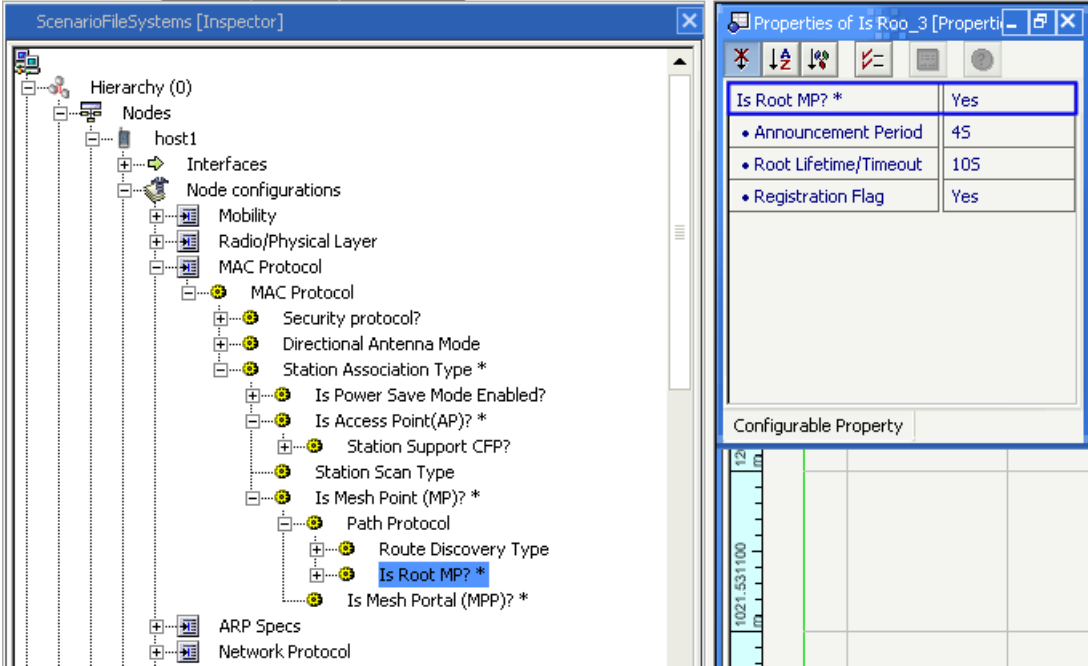 ScenarioFileSystems [Inspector]
Hierarchy (0)
Nodes
host1
Interfaces
Node configurations
Mobility
Radio/Physical Layer
MAC Protocol
MAC Protocol
Security protocol?
Directional Antenna Mode
Station Association Type *
Is Power Save Mode Enabled?
Is Access Point(AP)? *
Station Support CFP?
Station Scan Type
Is Mesh Point (MP)? *
Path Protocol
Route Discovery Type
Is Root MP? *
Is Mesh Portal (MPP)? *
ARP Specs
Network Protocol
Properties of Is Roo_3 [Properti
Is Root MP? * Yes
• Announcement Period 4S
• Root Lifetime/Timeout 10S
• Registration Flag Yes
Configurable Property
1021.531100
m